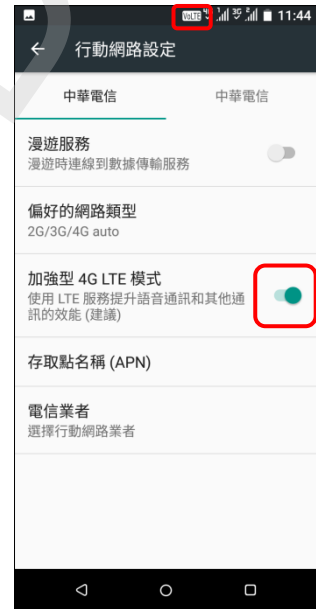 VoLTE 4G 3G 11:44
行動網路設定
中華電信 中華電信
漫遊服務
漫遊時連線到數據傳輸服務
偏好的網路類型
2G/3G/4G auto
加強型 4G LTE 模式
使用 LTE 服務提升語音通訊和其他通
訊的效能 (建議)
存取點名稱 (APN)
電信業者
選擇行動網路業者